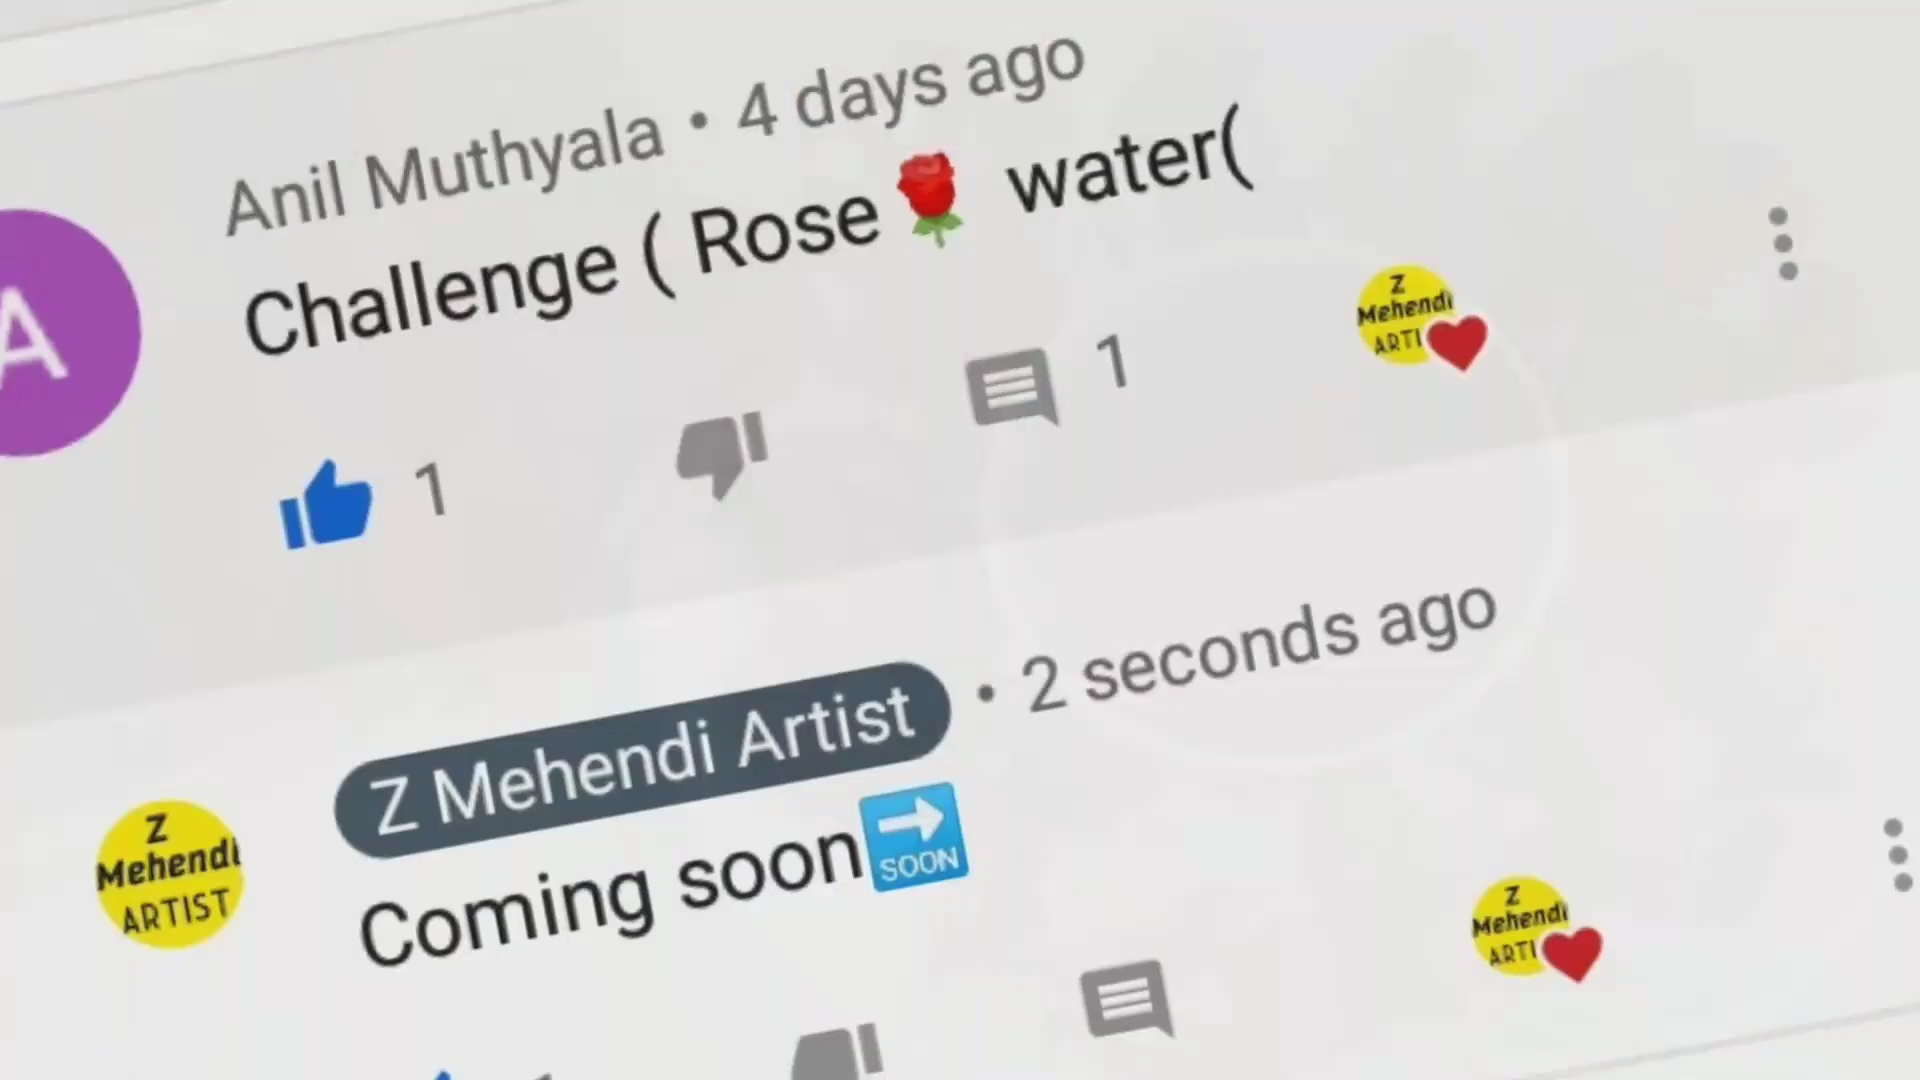 Anil Muthyala • 4 days ago
Challenge ( Rose🌹 water(
A
1
1
Z
Mehendi
ARTI
Z Mehendi Artist • 2 seconds ago
Coming soon🔜
Z
Mehendi
ARTIST
Z
Mehendi
ARTI